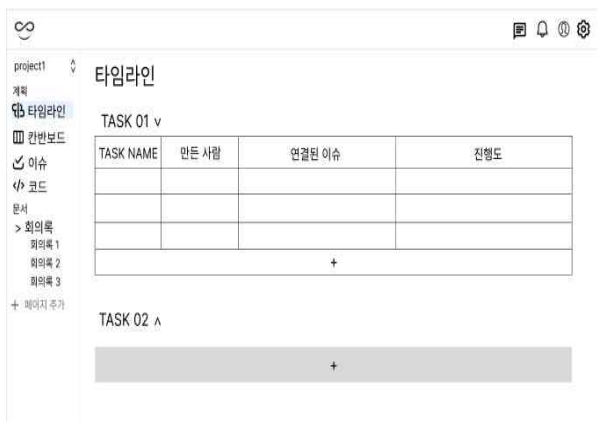 project1
계획
타임라인
칸반보드
이슈
코드
문서
> 회의록
회의록 1
회의록 2
회의록 3
+ 페이지 추가
타임라인
TASK 01 v
TASK NAME 만든 사람 연결된 이슈 진행도
+
TASK 02 ʌ
+